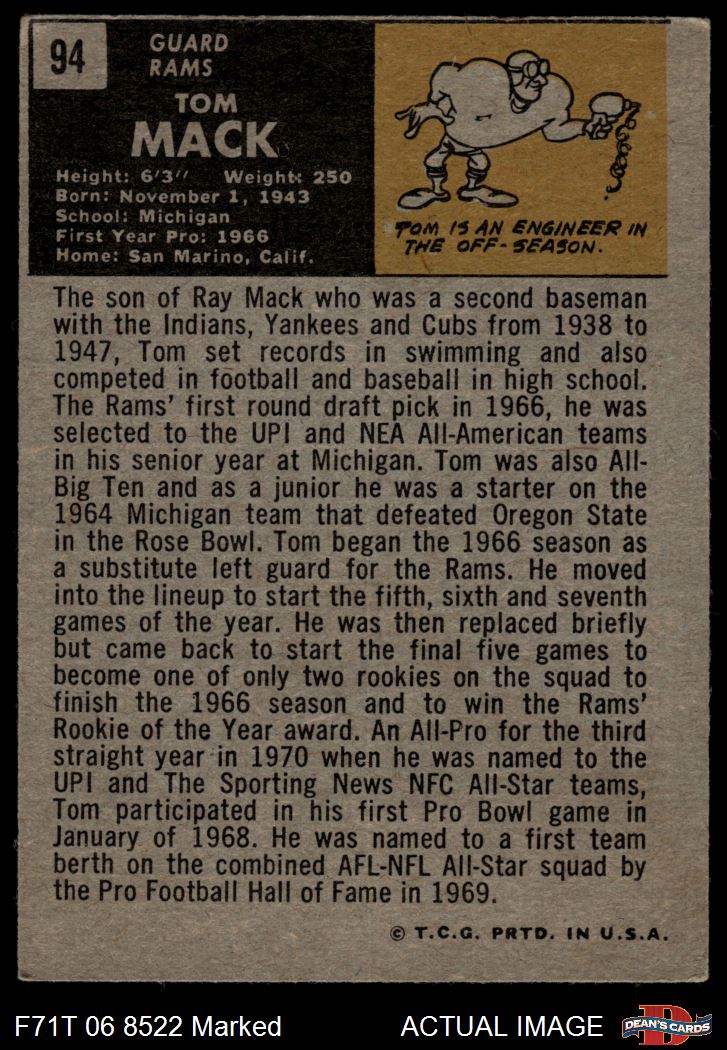 94
GUARD
RAMS
TOM
MACK
Height: 6'3" Weight: 250
Born: November 1, 1943
School: Michigan
First Year Pro: 1966
Home: San Marino, Calif.
TOM IS AN ENGINEER IN
THE OFF-SEASON.
The son of Ray Mack who was a second baseman
with the Indians, Yankees and Cubs from 1938 to
1947, Tom set records in swimming and also
competed in football and baseball in high school.
The Rams' first round draft pick in 1966, he was
selected to the UPI and NEA All-American teams
in his senior year at Michigan. Tom was also All-
Big Ten and as a junior he was a starter on the
1964 Michigan team that defeated Oregon State
in the Rose Bowl. Tom began the 1966 season as
a substitute left guard for the Rams. He moved
into the lineup to start the fifth, sixth and seventh
games of the year. He was then replaced briefly
but came back to start the final five games to
become one of only two rookies on the squad to
finish the 1966 season and to win the Rams'
Rookie of the Year award. An All-Pro for the third
straight year in 1970 when he was named to the
UPI and The Sporting News NFC All-Star teams,
Tom participated in his first Pro Bowl game in
January of 1968. He was named to a first team
berth on the combined AFL-NFL All-Star squad by
the Pro Football Hall of Fame in 1969.
© T.C.G. PRTD. IN U.S.A.
F71T 06 8522 Marked ACTUAL IMAGE
D
DEAN'S CARDS